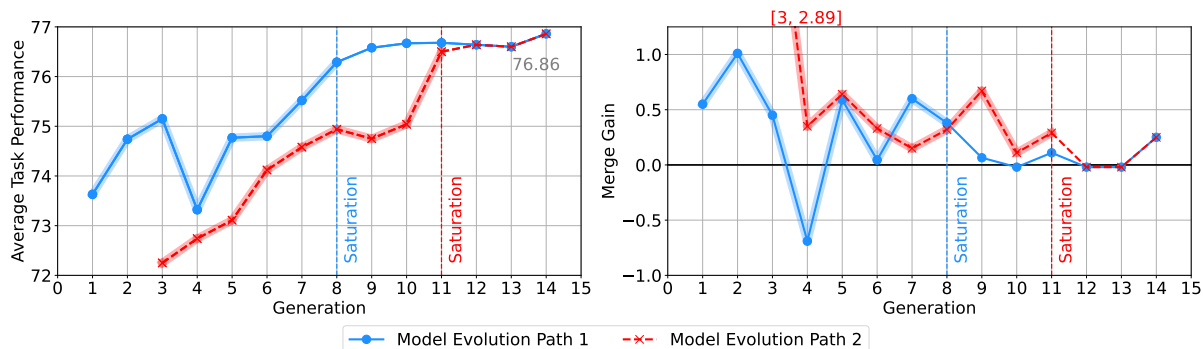 [3, 2.89]
77
76
75
74
73
72
Average Task Performance
76.86
Saturation
Saturation
0 1 2 3 4 5 6 7 8 9 10 11 12 13 14 15
Generation
1.0
0.5
0.0
−0.5
−1.0
Merge Gain
Saturation
Saturation
0 1 2 3 4 5 6 7 8 9 10 11 12 13 14 15
Generation
Model Evolution Path 1
Model Evolution Path 2